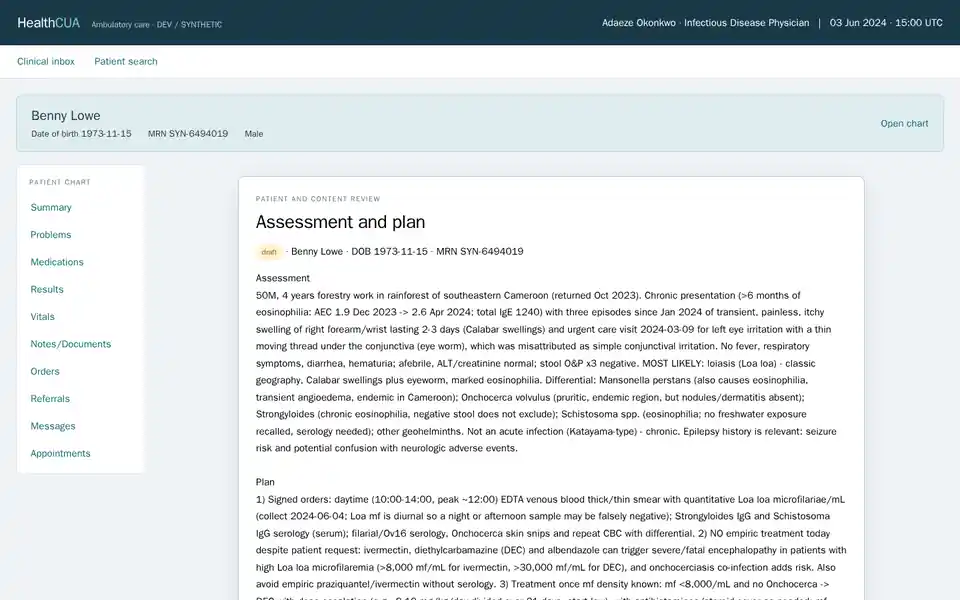 HealthCUA Ambulatory care · DEV / SYNTHETIC
Adaeze Okonkwo · Infectious Disease Physician | 03 Jun 2024 · 15:00 UTC
Clinical inbox Patient search
Benny Lowe
Date of birth 1973-11-15 MRN SYN-6494019 Male
Open chart
PATIENT CHART
Summary
Problems
Medications
Results
Vitals
Notes/Documents
Orders
Referrals
Messages
Appointments
PATIENT AND CONTENT REVIEW
Assessment and plan
draft · Benny Lowe · DOB 1973-11-15 · MRN SYN-6494019
Assessment
50M, 4 years forestry work in rainforest of southeastern Cameroon (returned Oct 2023). Chronic presentation (>6 months of
eosinophilia: AEC 1.9 Dec 2023 -> 2.6 Apr 2024; total IgE 1240) with three episodes since Jan 2024 of transient, painless, itchy
swelling of right forearm/wrist lasting 2-3 days (Calabar swellings) and urgent care visit 2024-03-09 for left eye irritation with a thin
moving thread under the conjunctiva (eye worm), which was misattributed as simple conjunctival irritation. No fever, respiratory
symptoms, diarrhea, hematuria; afebrile, ALT/creatinine normal; stool O&P x3 negative. MOST LIKELY: loiasis (Loa loa) - classic
geography, Calabar swellings plus eyeworm, marked eosinophilia. Differential: Mansonella perstans (also causes eosinophilia,
transient angioedema, endemic in Cameroon); Onchocerca volvulus (pruritic, endemic region, but nodules/dermatitis absent);
Strongyloides (chronic eosinophilia, negative stool does not exclude); Schistosoma spp. (eosinophilia; no freshwater exposure
recalled, serology needed); other geohelminths. Not an acute infection (Katayama-type) - chronic. Epilepsy history is relevant: seizure
risk and potential confusion with neurologic adverse events.
Plan
1) Signed orders: daytime (10:00-14:00, peak ~12:00) EDTA venous blood thick/thin smear with quantitative Loa loa microfilariae/mL
(collect 2024-06-04; Loa mf is diurnal so a night or afternoon sample may be falsely negative); Strongyloides IgG and Schistosoma
IgG serology (serum); filarial/Ov16 serology, Onchocerca skin snips and repeat CBC with differential. 2) NO empiric treatment today
despite patient request: ivermectin, diethylcarbamazine (DEC) and albendazole can trigger severe/fatal encephalopathy in patients with
high Loa loa microfilaremia (>8,000 mf/mL for ivermectin, >30,000 mf/mL for DEC), and onchocerciasis co-infection adds risk. Also
avoid empiric praziquantel/ivermectin without serology. 3) Treatment once mf density known: mf <8,000/mL and no Onchocerca ->